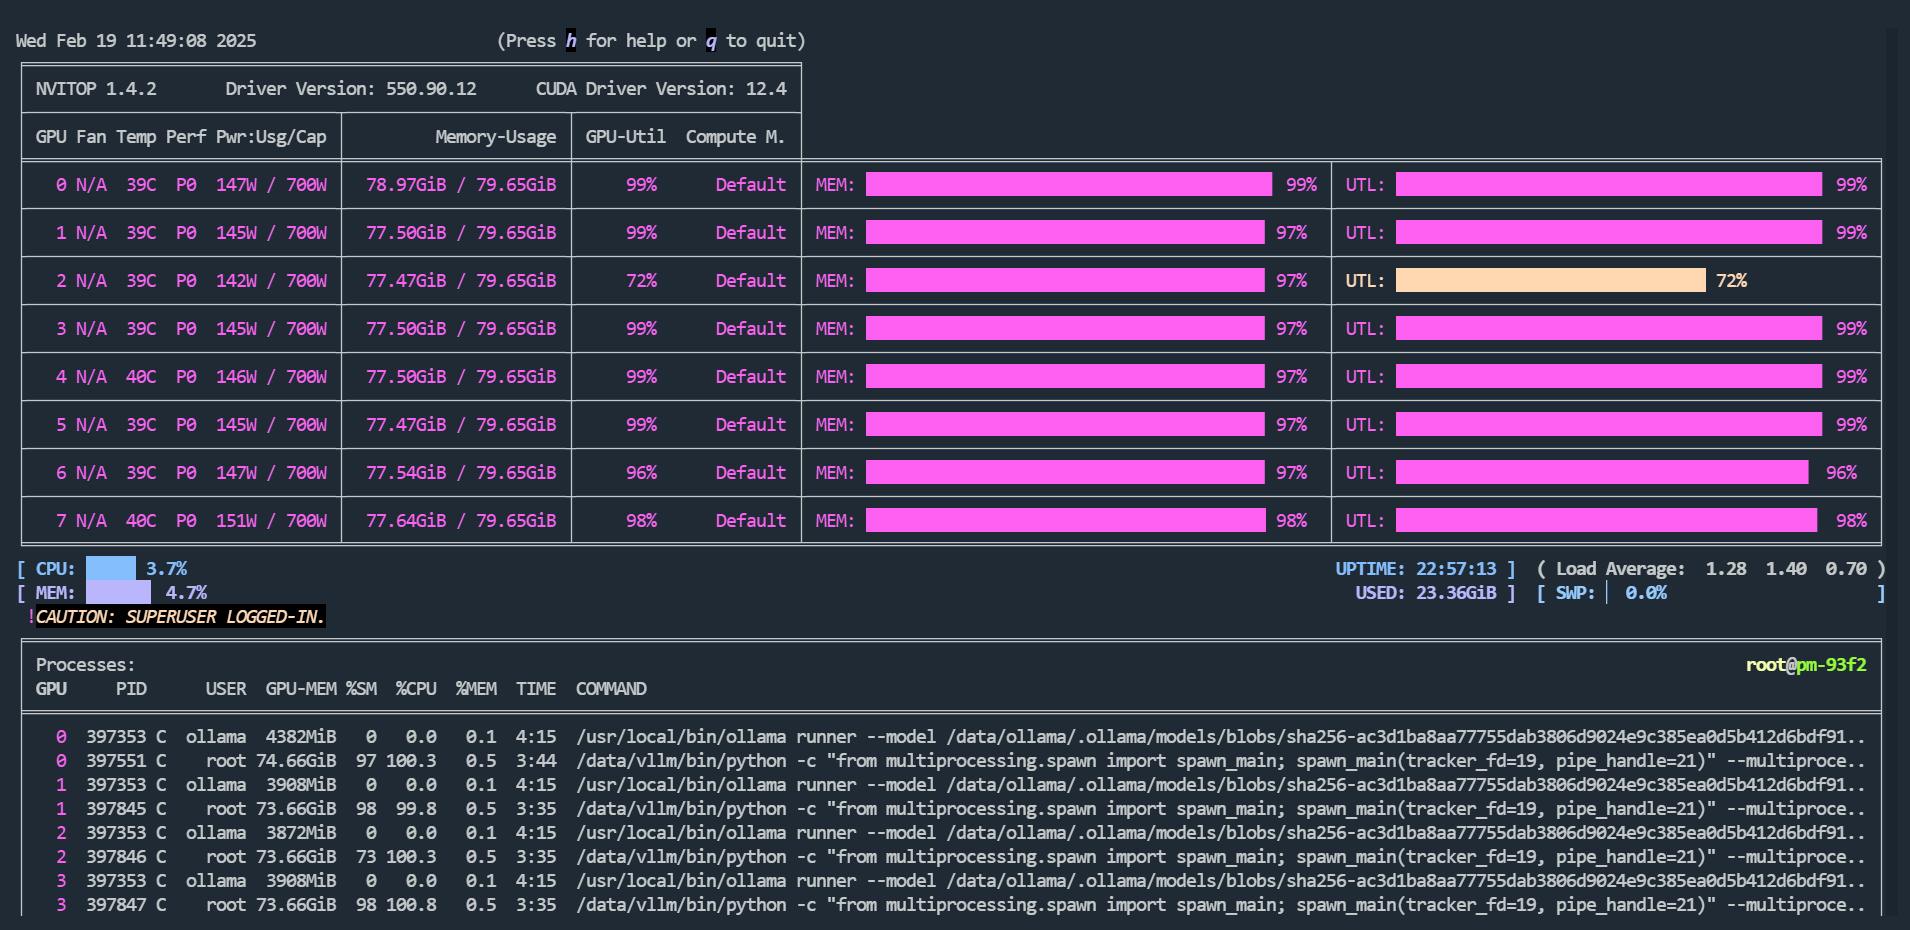 Wed Feb 19 11:49:08 2025 (Press h for help or q to quit)
NVITOP 1.4.2 Driver Version: 550.90.12 CUDA Driver Version: 12.4
GPU Fan Temp Perf Pwr:Usg/Cap Memory-Usage GPU-Util Compute M.
0 N/A 39C P0 147W / 700W 78.97GiB / 79.65GiB 99% Default MEM: 99% UTL: 99%
1 N/A 39C P0 145W / 700W 77.50GiB / 79.65GiB 99% Default MEM: 97% UTL: 99%
2 N/A 39C P0 142W / 700W 77.47GiB / 79.65GiB 72% Default MEM: 97% UTL: 72%
3 N/A 39C P0 145W / 700W 77.50GiB / 79.65GiB 99% Default MEM: 97% UTL: 99%
4 N/A 40C P0 146W / 700W 77.50GiB / 79.65GiB 99% Default MEM: 97% UTL: 99%
5 N/A 39C P0 145W / 700W 77.47GiB / 79.65GiB 99% Default MEM: 97% UTL: 99%
6 N/A 39C P0 147W / 700W 77.54GiB / 79.65GiB 96% Default MEM: 97% UTL: 96%
7 N/A 40C P0 151W / 700W 77.64GiB / 79.65GiB 98% Default MEM: 98% UTL: 98%
[ CPU: 3.7% UPTIME: 22:57:13 ] ( Load Average: 1.28 1.40 0.70 )
[ MEM: 4.7% USED: 23.36GiB ] [ SWP: 0.0% ]
!CAUTION: SUPERUSER LOGGED-IN.
Processes: root@pm-93f2
GPU PID USER GPU-MEM %SM %CPU %MEM TIME COMMAND
0 397353 C ollama 4382MiB 0 0.0 0.1 4:15 /usr/local/bin/ollama runner --model /data/ollama/.ollama/models/blobs/sha256-ac3d1ba8aa77755dab3806d9024e9c385ea0d5b412d6bdf91..
0 397551 C root 74.66GiB 97 100.3 0.5 3:44 /data/vllm/bin/python -c "from multiprocessing.spawn import spawn_main; spawn_main(tracker_fd=19, pipe_handle=21)" --multiproce..
1 397353 C ollama 3908MiB 0 0.0 0.1 4:15 /usr/local/bin/ollama runner --model /data/ollama/.ollama/models/blobs/sha256-ac3d1ba8aa77755dab3806d9024e9c385ea0d5b412d6bdf91..
1 397845 C root 73.66GiB 98 99.8 0.5 3:35 /data/vllm/bin/python -c "from multiprocessing.spawn import spawn_main; spawn_main(tracker_fd=19, pipe_handle=21)" --multiproce..
2 397353 C ollama 3872MiB 0 0.0 0.1 4:15 /usr/local/bin/ollama runner --model /data/ollama/.ollama/models/blobs/sha256-ac3d1ba8aa77755dab3806d9024e9c385ea0d5b412d6bdf91..
2 397846 C root 73.66GiB 73 100.3 0.5 3:35 /data/vllm/bin/python -c "from multiprocessing.spawn import spawn_main; spawn_main(tracker_fd=19, pipe_handle=21)" --multiproce..
3 397353 C ollama 3908MiB 0 0.0 0.1 4:15 /usr/local/bin/ollama runner --model /data/ollama/.ollama/models/blobs/sha256-ac3d1ba8aa77755dab3806d9024e9c385ea0d5b412d6bdf91..
3 397847 C root 73.66GiB 98 100.8 0.5 3:35 /data/vllm/bin/python -c "from multiprocessing.spawn import spawn_main; spawn_main(tracker_fd=19, pipe_handle=21)" --multiproce..